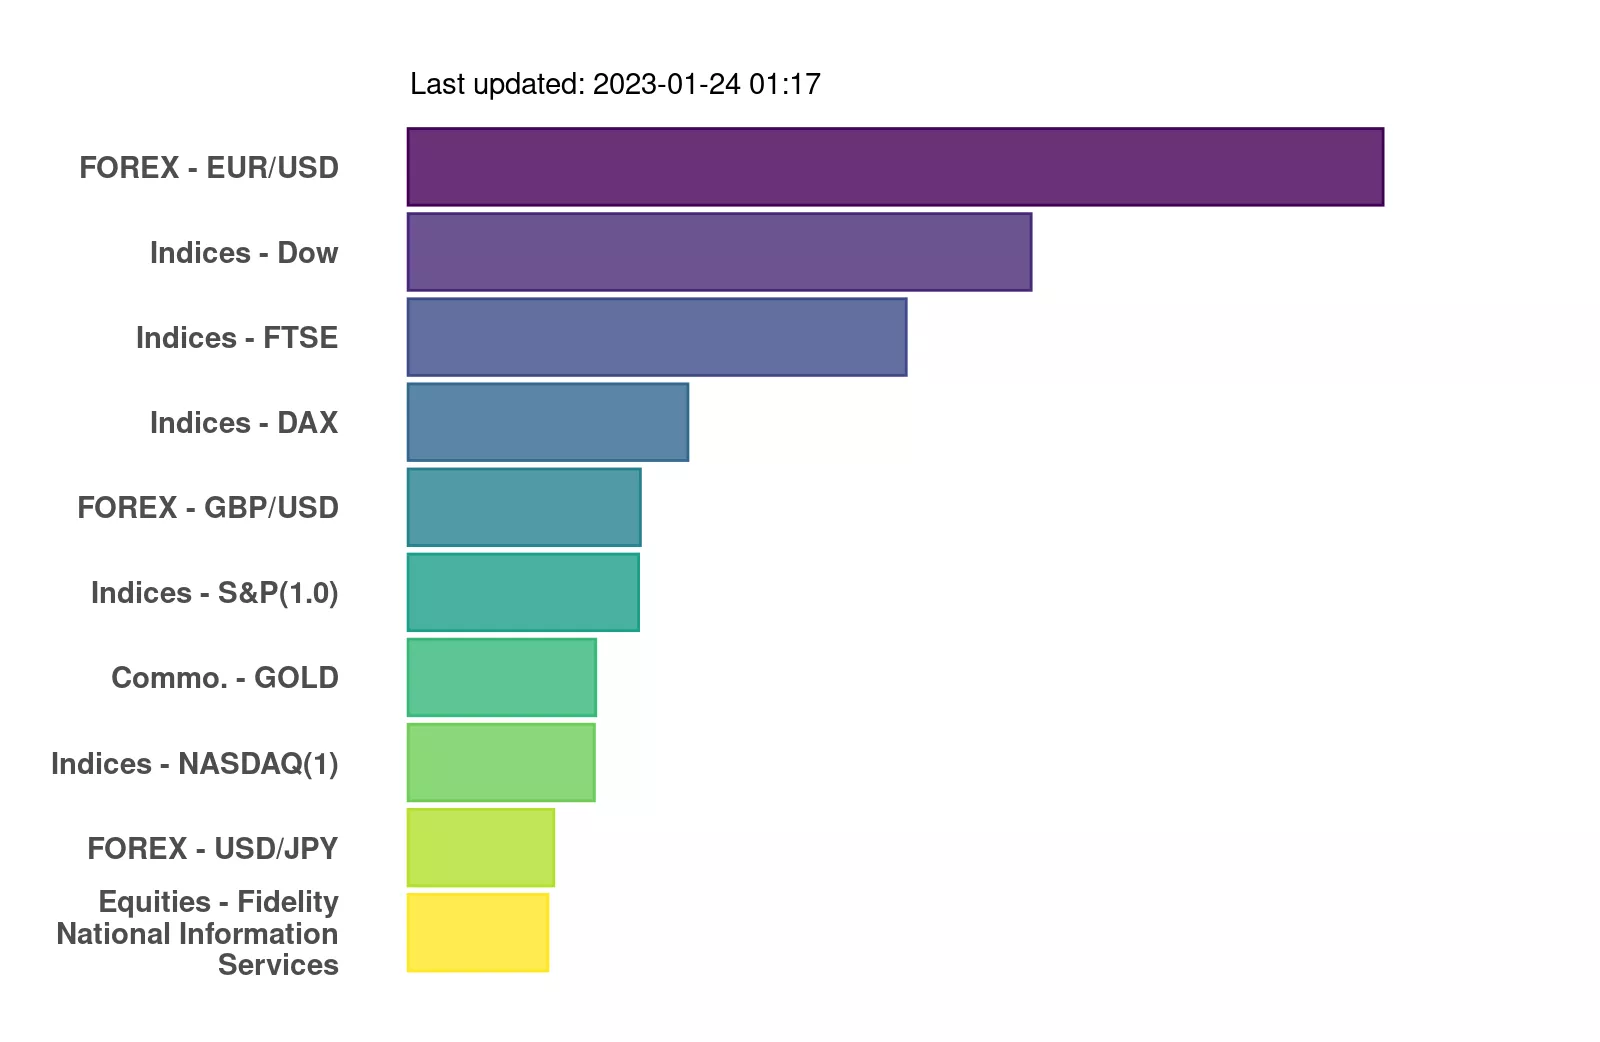 Last updated: 2023-01-24 01:17
FOREX - EUR/USD
Indices - Dow
Indices - FTSE
Indices - DAX
FOREX - GBP/USD
Indices - S&P(1.0)
Commo. - GOLD
Indices - NASDAQ(1)
FOREX - USD/JPY
Equities - Fidelity
National Information
Services